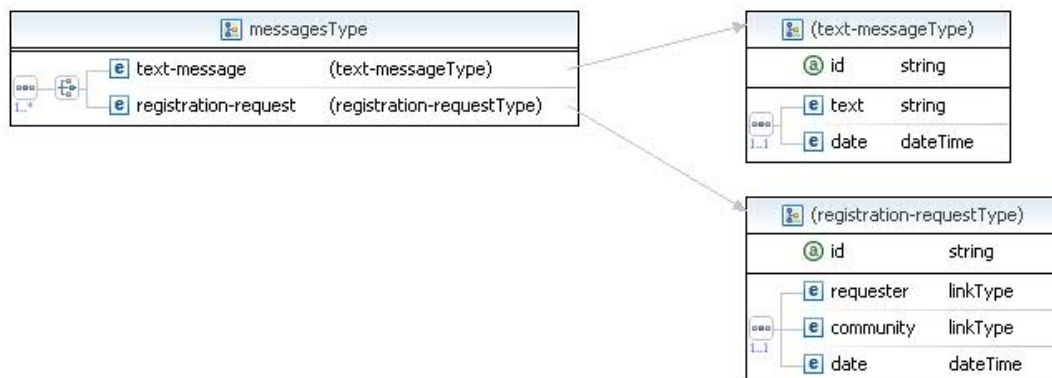 messagesType
e text-message (text-messageType)
1..*
e registration-request (registration-requestType)
(text-messageType)
a id string
e text string
1..1
e date dateTime
(registration-requestType)
a id string
e requester linkType
e community linkType
1..1
e date dateTime